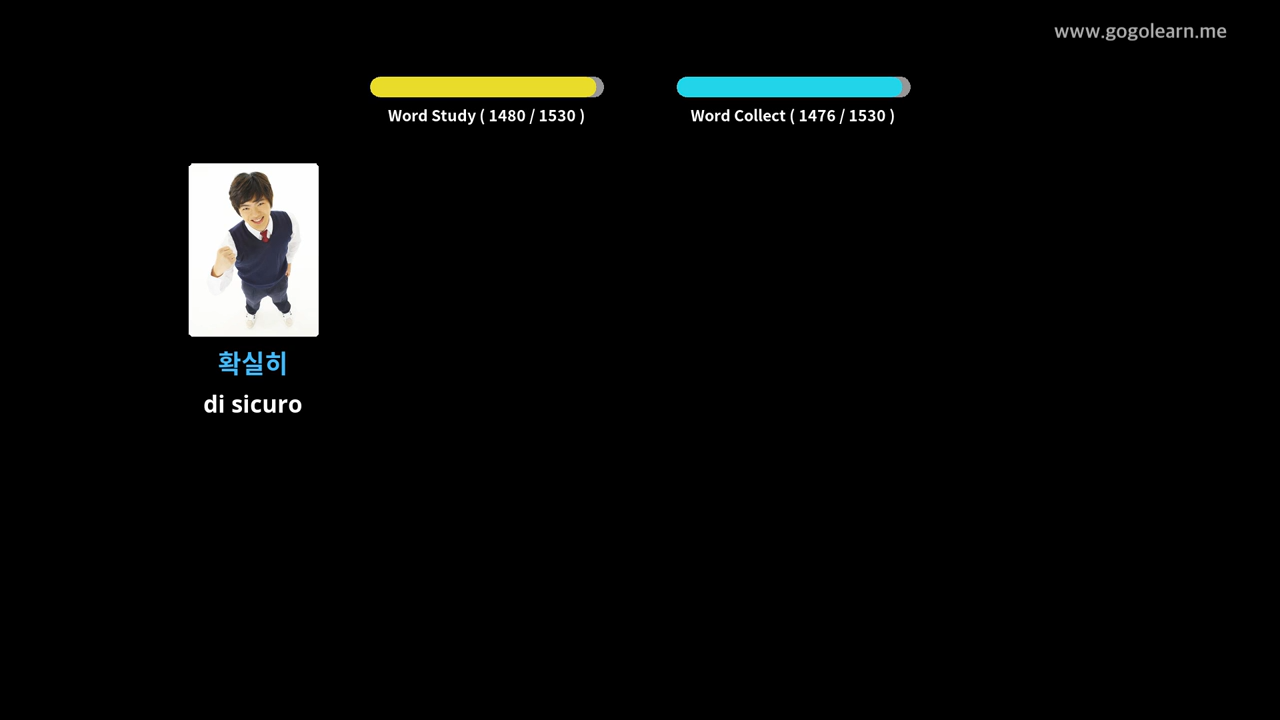 www.gogolearn.me
Word Study ( 1480 / 1530 )
Word Collect ( 1476 / 1530 )
확실히
di sicuro